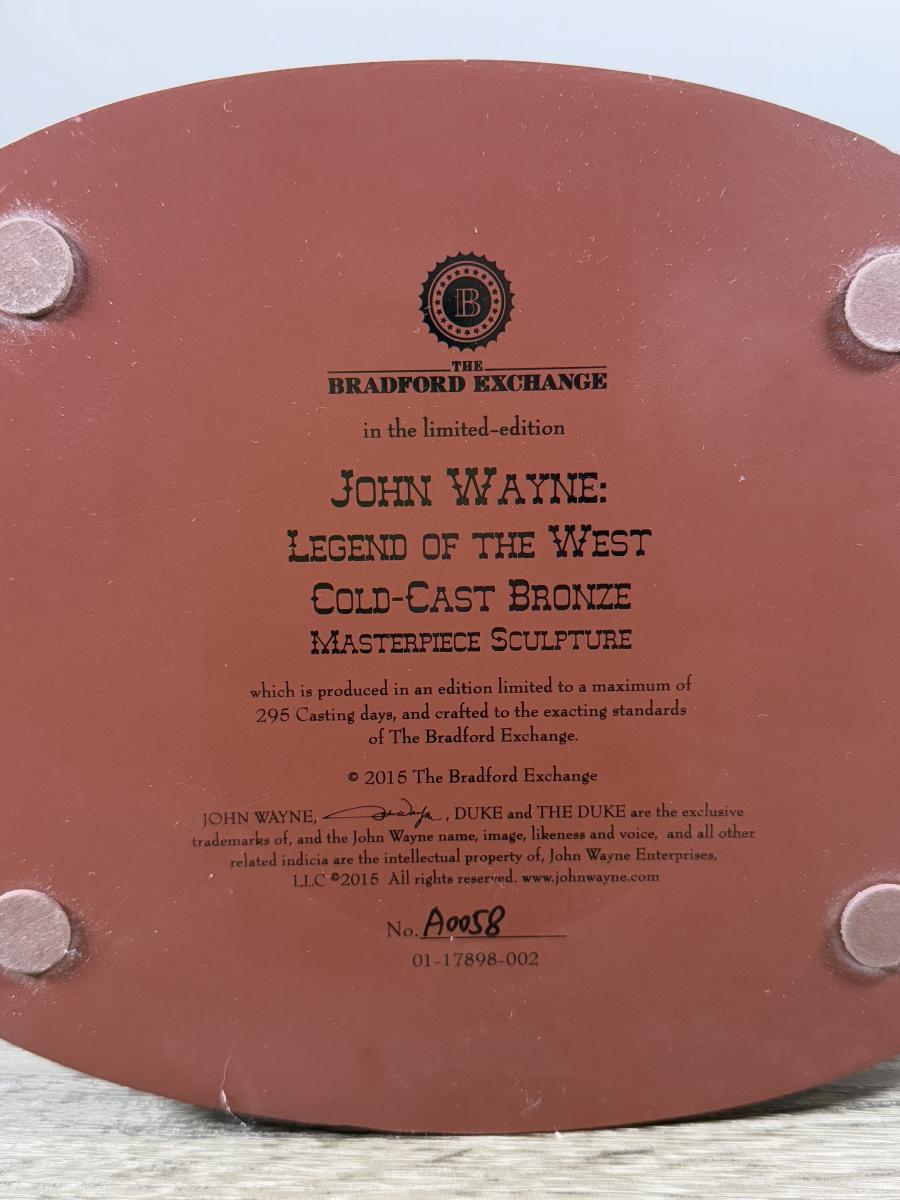 B
THE
BRADFORD EXCHANGE
in the limited-edition
JOHN WAYNE:
LEGEND OF THE WEST
COLD-CAST BRONZE
MASTERPIECE SCULPTURE
which is produced in an edition limited to a maximum of
295 Casting days, and crafted to the exacting standards
of The Bradford Exchange.
© 2015 The Bradford Exchange
JOHN WAYNE, John Wayne, DUKE and THE DUKE are the exclusive
trademarks of, and the John Wayne name, image, likeness and voice, and all other
related indicia are the intellectual property of, John Wayne Enterprises,
LLC ©2015 All rights reserved. www.johnwayne.com
No. A0058
01-17898-002